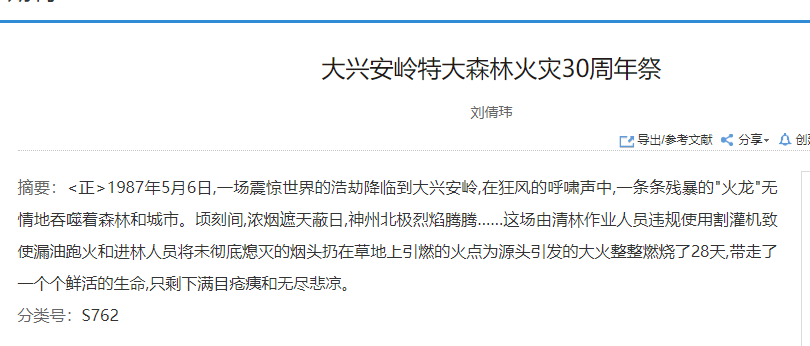 大兴安岭特大森林火灾30周年祭
刘倩玮
导出/参考文献 分享
摘要：<正>1987年5月6日,一场震惊世界的浩劫降临到大兴安岭,在狂风的呼啸声中,一条条残暴的"火龙"无
情地吞噬着森林和城市。顷刻间,浓烟遮天蔽日,神州北极烈焰腾腾……这场由清林作业人员违规使用割灌机致
使漏油跑火和进林人员将未彻底熄灭的烟头扔在草地上引燃的火点为源头引发的大火整整燃烧了28天,带走了
一个个鲜活的生命,只剩下满目疮痍和无尽悲凉。
分类号：S762